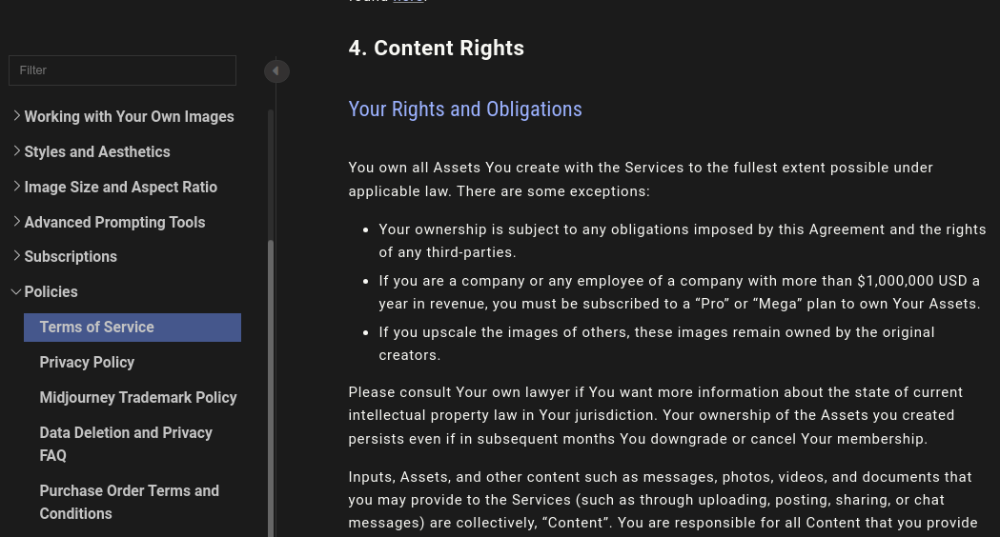 4. Content Rights
Filter
Working with Your Own Images
Styles and Aesthetics
Image Size and Aspect Ratio
Advanced Prompting Tools
Subscriptions
Policies
Terms of Service
Privacy Policy
Midjourney Trademark Policy
Data Deletion and Privacy
FAQ
Purchase Order Terms and
Conditions
Your Rights and Obligations
You own all Assets You create with the Services to the fullest extent possible under
applicable law. There are some exceptions:
• Your ownership is subject to any obligations imposed by this Agreement and the rights
of any third-parties.
• If you are a company or any employee of a company with more than $1,000,000 USD a
year in revenue, you must be subscribed to a “Pro” or “Mega” plan to own Your Assets.
• If you upscale the images of others, these images remain owned by the original
creators.
Please consult Your own lawyer if You want more information about the state of current
intellectual property law in Your jurisdiction. Your ownership of the Assets you created
persists even if in subsequent months You downgrade or cancel Your membership.
Inputs, Assets, and other content such as messages, photos, videos, and documents that
you may provide to the Services (such as through uploading, posting, sharing, or chat
messages) are collectively, “Content”. You are responsible for all Content that you provide